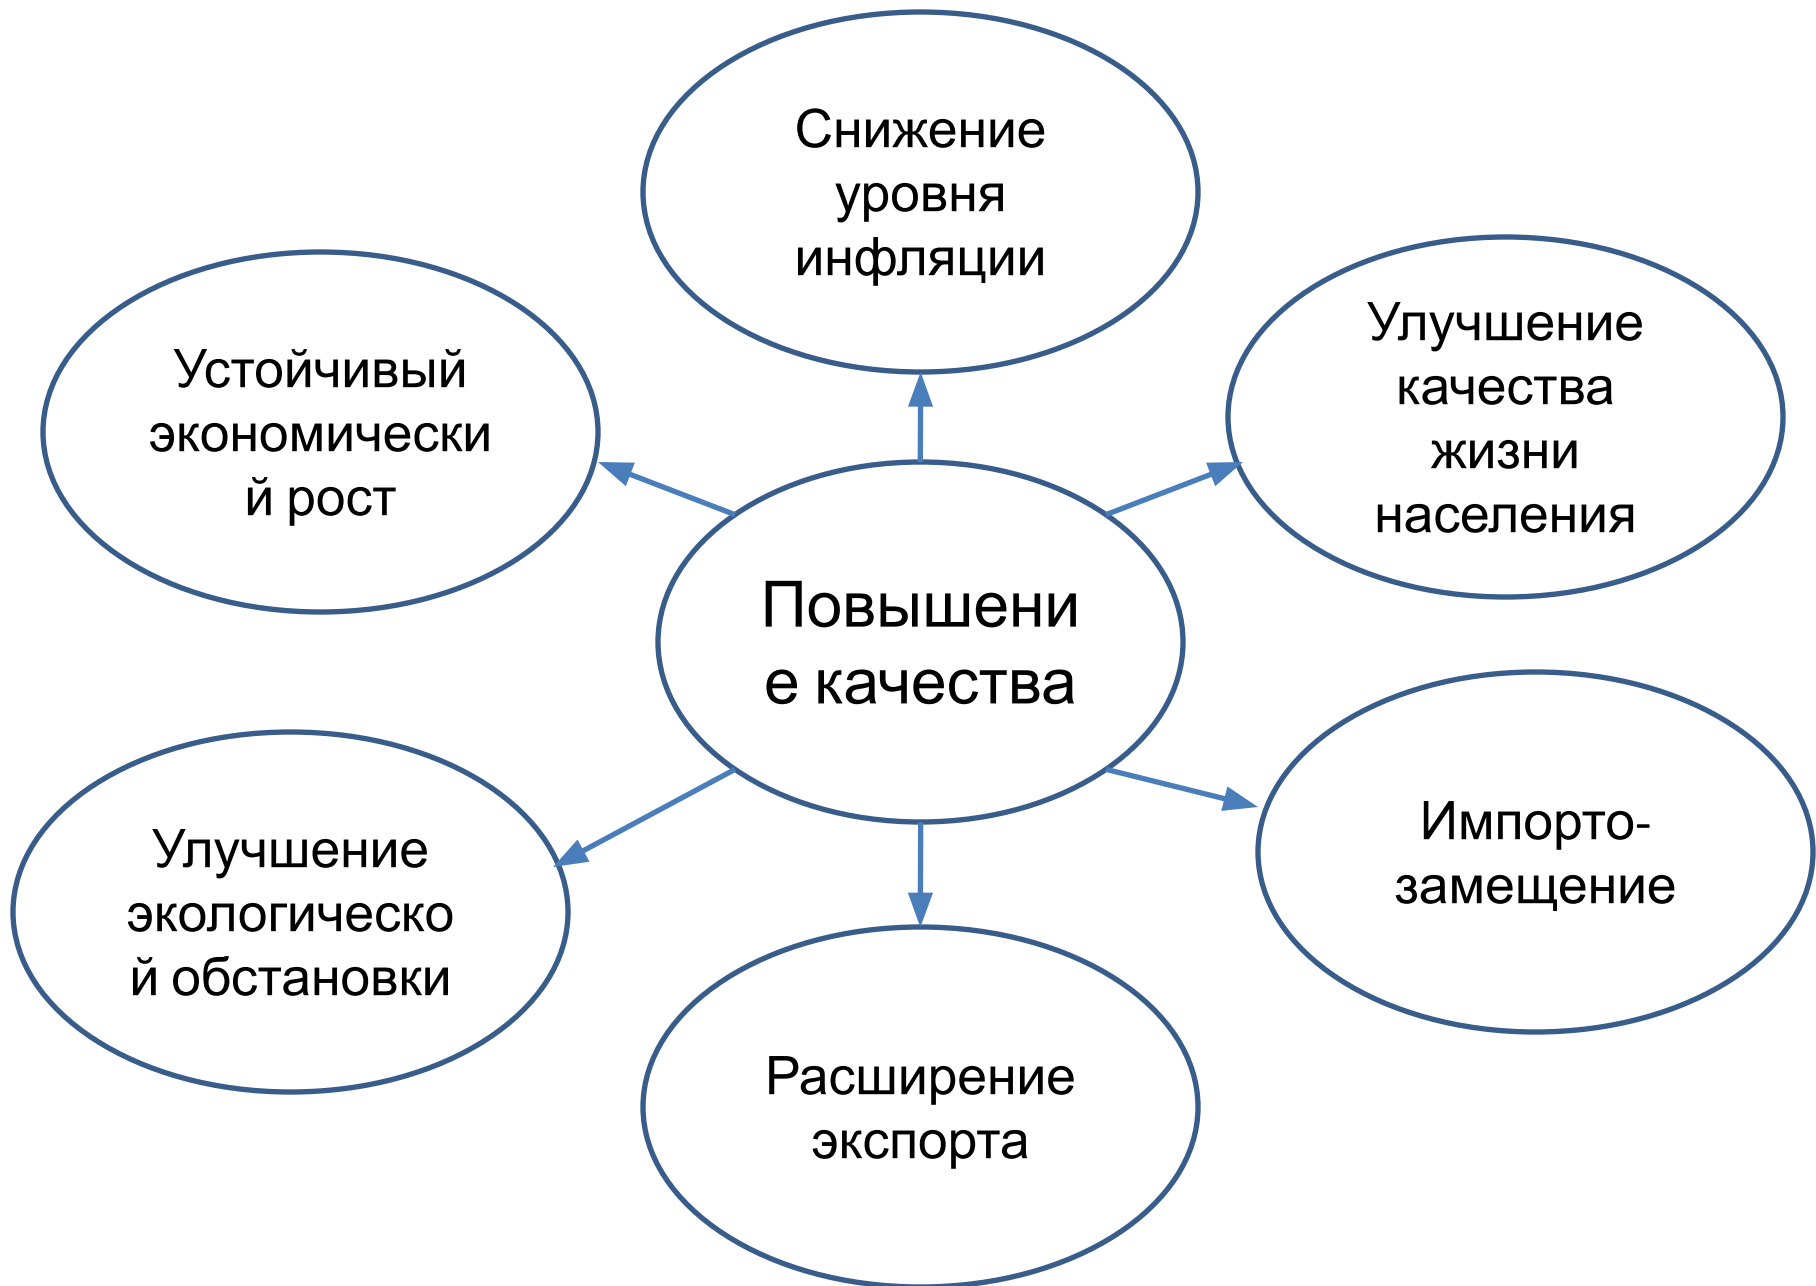 Снижение
уровня
инфляции
Устойчивый
экономически
й рост
Улучшение
качества
жизни
населения
Повышени
е качества
Улучшение
экологическо
й обстановки
Импорто-
замещение
Расширение
экспорта